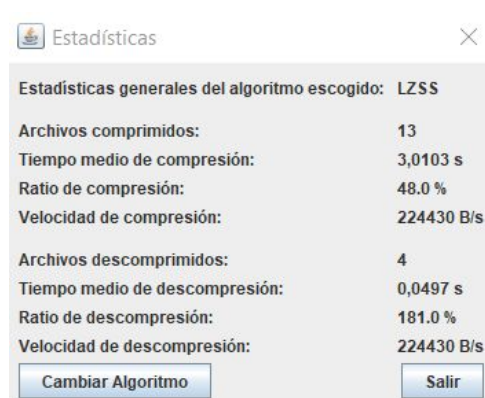 Estadísticas
Estadísticas generales del algoritmo escogido: LZSS
Archivos comprimidos: 13
Tiempo medio de compresión: 3,0103 s
Ratio de compresión: 48.0 %
Velocidad de compresión: 224430 B/s
Archivos descomprimidos: 4
Tiempo medio de descompresión: 0,0497 s
Ratio de descompresión: 181.0 %
Velocidad de descompresión: 224430 B/s
Cambiar Algoritmo Salir